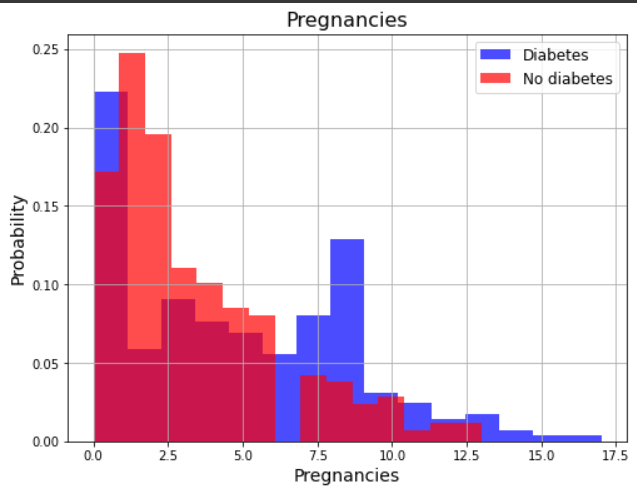 Pregnancies
Diabetes
No diabetes
Probability
0.25
0.20
0.15
0.10
0.05
0.00
0.0 2.5 5.0 7.5 10.0 12.5 15.0 17.5
Pregnancies